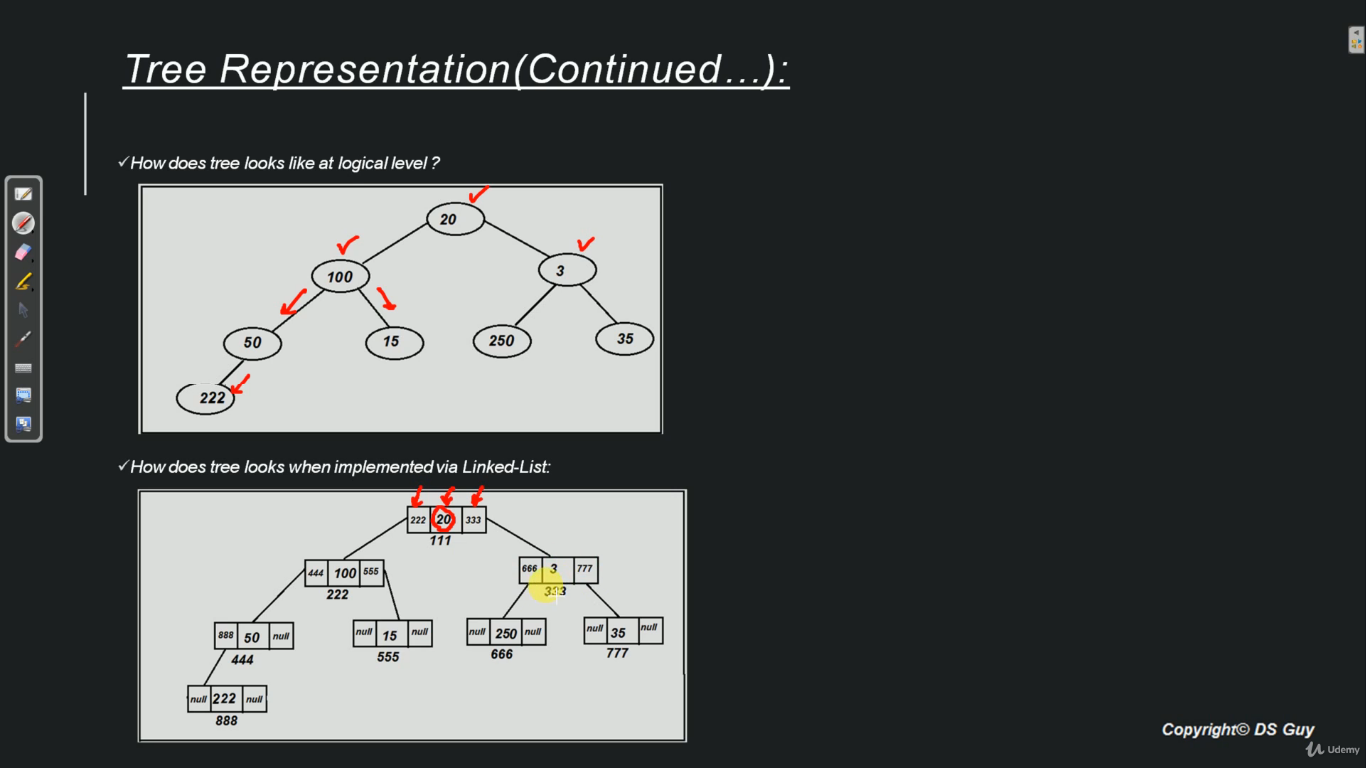 Tree Representation(Continued...):
✓How does tree looks like at logical level ?
20
100
3
50
15
250
35
222
✓How does tree looks when implemented via Linked-List:
222 20 333
111
444 100 555
222
666 3 777
333
888 50 null
444
null 15 null
555
null 250 null
666
null 35 null
777
null 222 null
888
Copyright© DS Guy
Udemy